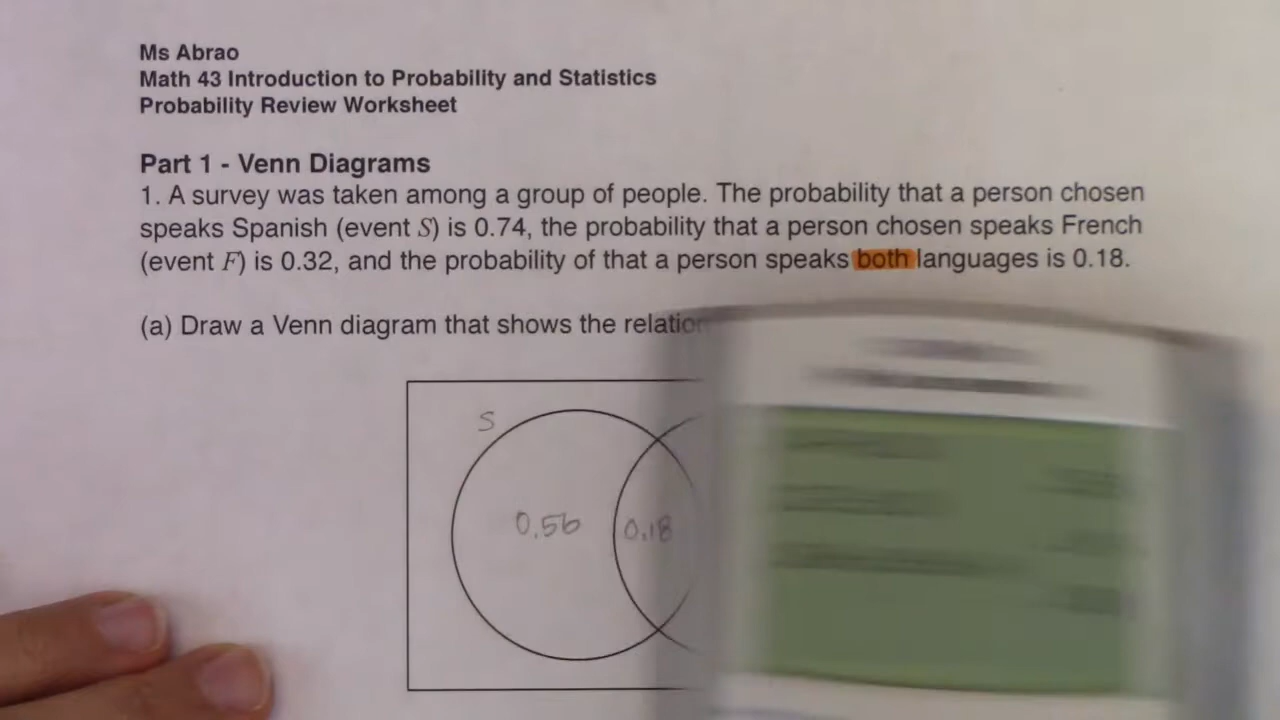 Ms Abrao
Math 43 Introduction to Probability and Statistics
Probability Review Worksheet
Part 1 - Venn Diagrams
1. A survey was taken among a group of people. The probability that a person chosen
speaks Spanish (event S) is 0.74, the probability that a person chosen speaks French
(event F) is 0.32, and the probability of that a person speaks both languages is 0.18.
(a) Draw a Venn diagram that shows the
S
0.56 0.18